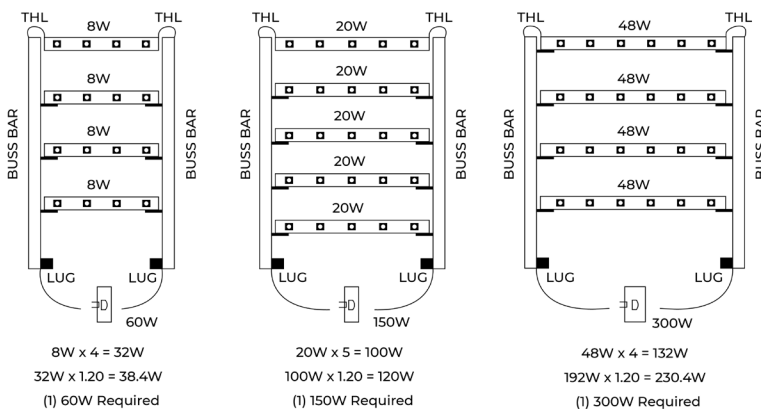 THL THL
8W
8W
8W
8W
BUSS BAR
BUSS BAR
LUG LUG
60W
8W x 4 = 32W
32W x 1.20 = 38.4W
(1) 60W Required
THL THL
20W
20W
20W
20W
20W
BUSS BAR
BUSS BAR
LUG LUG
150W
20W x 5 = 100W
100W x 1.20 = 120W
(1) 150W Required
THL THL
48W
48W
48W
48W
BUSS BAR
BUSS BAR
LUG LUG
300W
48W x 4 = 132W
192W x 1.20 = 230.4W
(1) 300W Required